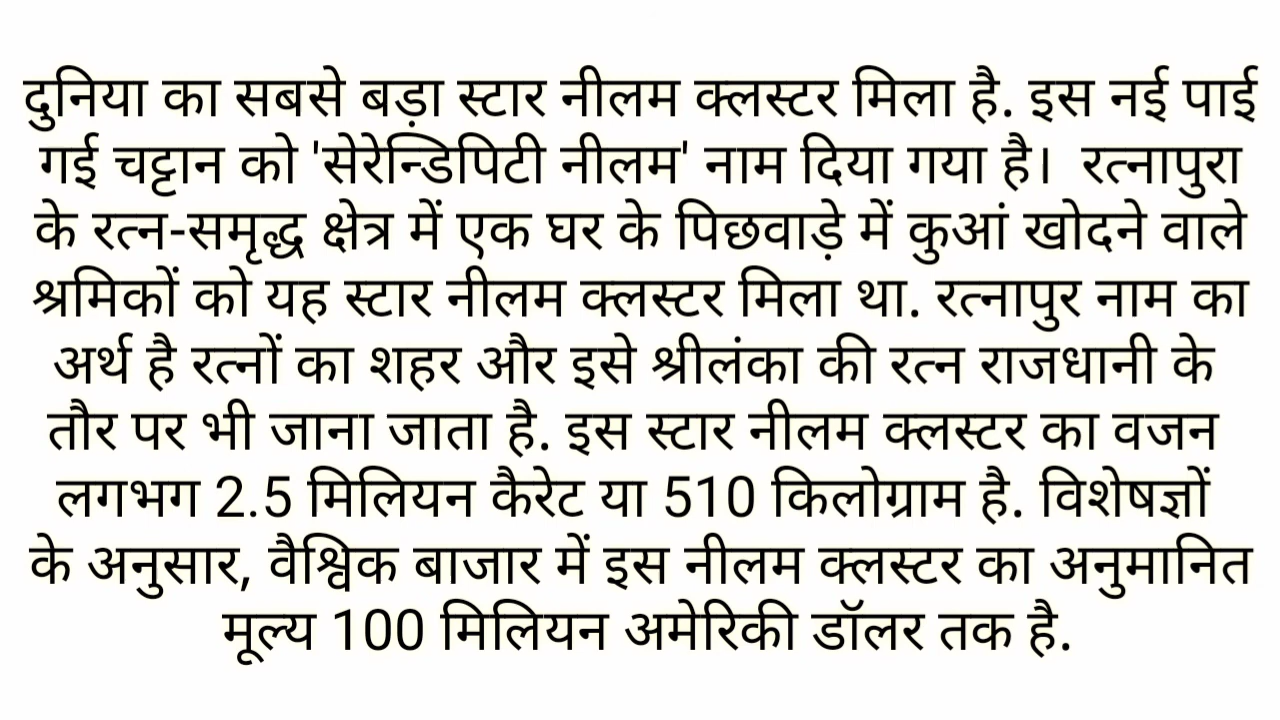 दुनिया का सबसे बड़ा स्टार नीलम क्लस्टर मिला है. इस नई पाई
गई चट्टान को 'सेरेन्डिपिटी नीलम' नाम दिया गया है। रत्नापुरा
के रत्न-समृद्ध क्षेत्र में एक घर के पिछवाड़े में कुआं खोदने वाले
श्रमिकों को यह स्टार नीलम क्लस्टर मिला था. रत्नापुर नाम का
अर्थ है रत्नों का शहर और इसे श्रीलंका की रत्न राजधानी के
तौर पर भी जाना जाता है. इस स्टार नीलम क्लस्टर का वजन
लगभग 2.5 मिलियन कैरेट या 510 किलोग्राम है. विशेषज्ञों
के अनुसार, वैश्विक बाजार में इस नीलम क्लस्टर का अनुमानित
मूल्य 100 मिलियन अमेरिकी डॉलर तक है.